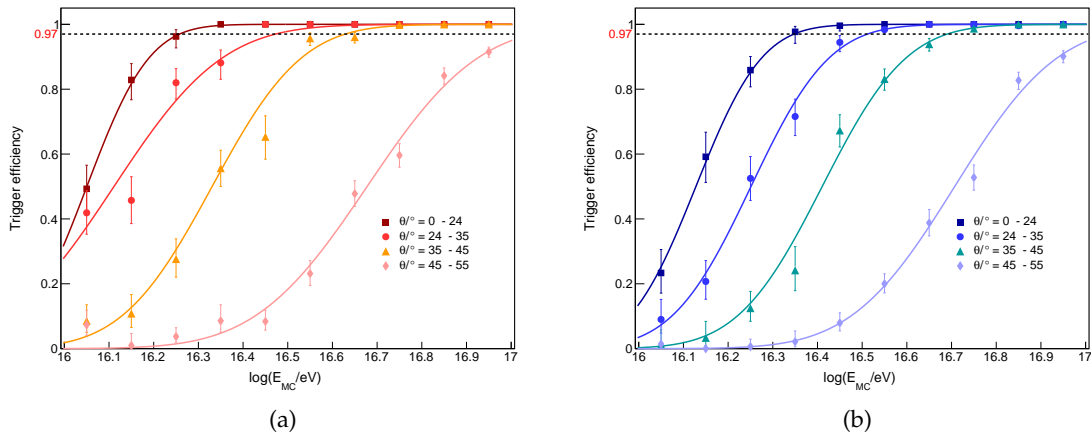 1
0.97
0.8
0.6
0.4
0.2
0
Trigger efficiency
θ/° = 0 - 24
θ/° = 24 - 35
θ/° = 35 - 45
θ/° = 45 - 55
16 16.1 16.2 16.3 16.4 16.5 16.6 16.7 16.8 16.9 17
log(E_MC/eV)
(a)
1
0.97
0.8
0.6
0.4
0.2
0
Trigger efficiency
θ/° = 0 - 24
θ/° = 24 - 35
θ/° = 35 - 45
θ/° = 45 - 55
16 16.1 16.2 16.3 16.4 16.5 16.6 16.7 16.8 16.9 17
log(E_MC/eV)
(b)